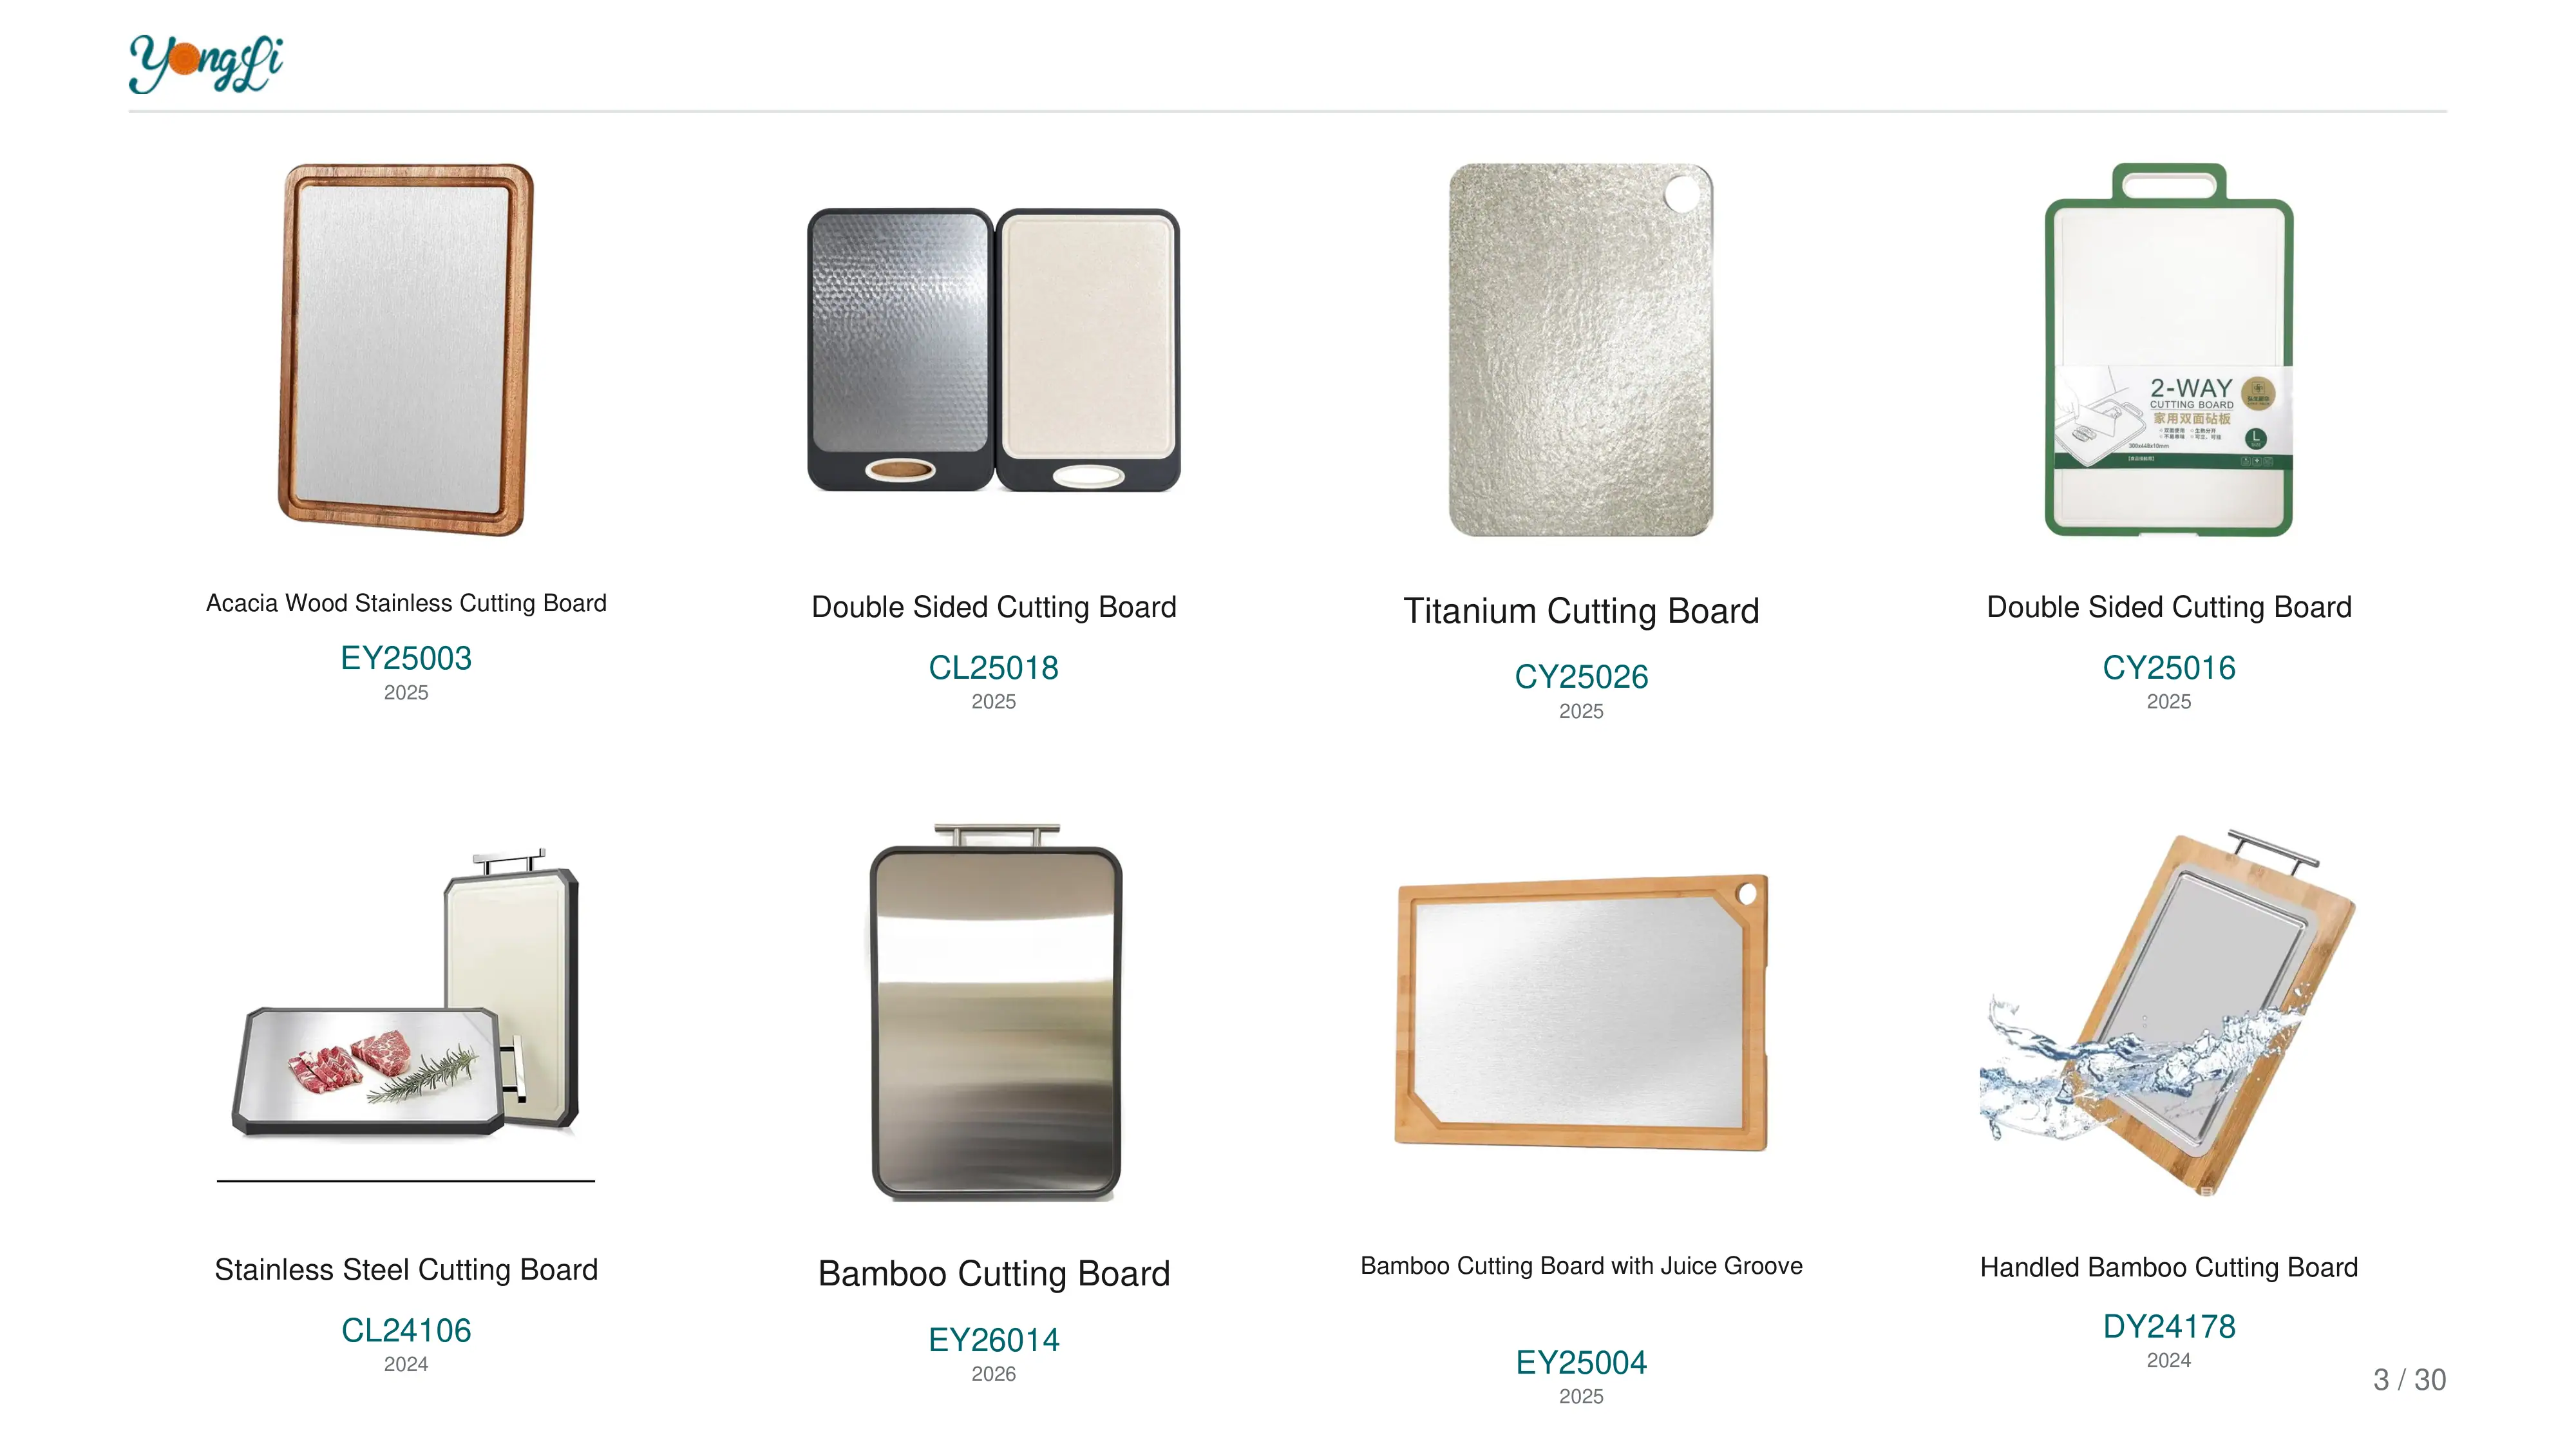 YongLi
2-WAY
CUTTING BOARD
家用双面砧板
300x448x10mm
L
Acacia Wood Stainless Cutting Board
EY25003
2025
Double Sided Cutting Board
CL25018
2025
Titanium Cutting Board
CY25026
2025
Double Sided Cutting Board
CY25016
2025
Stainless Steel Cutting Board
CL24106
2024
Bamboo Cutting Board
EY26014
2026
Bamboo Cutting Board with Juice Groove
EY25004
2025
Handled Bamboo Cutting Board
DY24178
2024
3 / 30